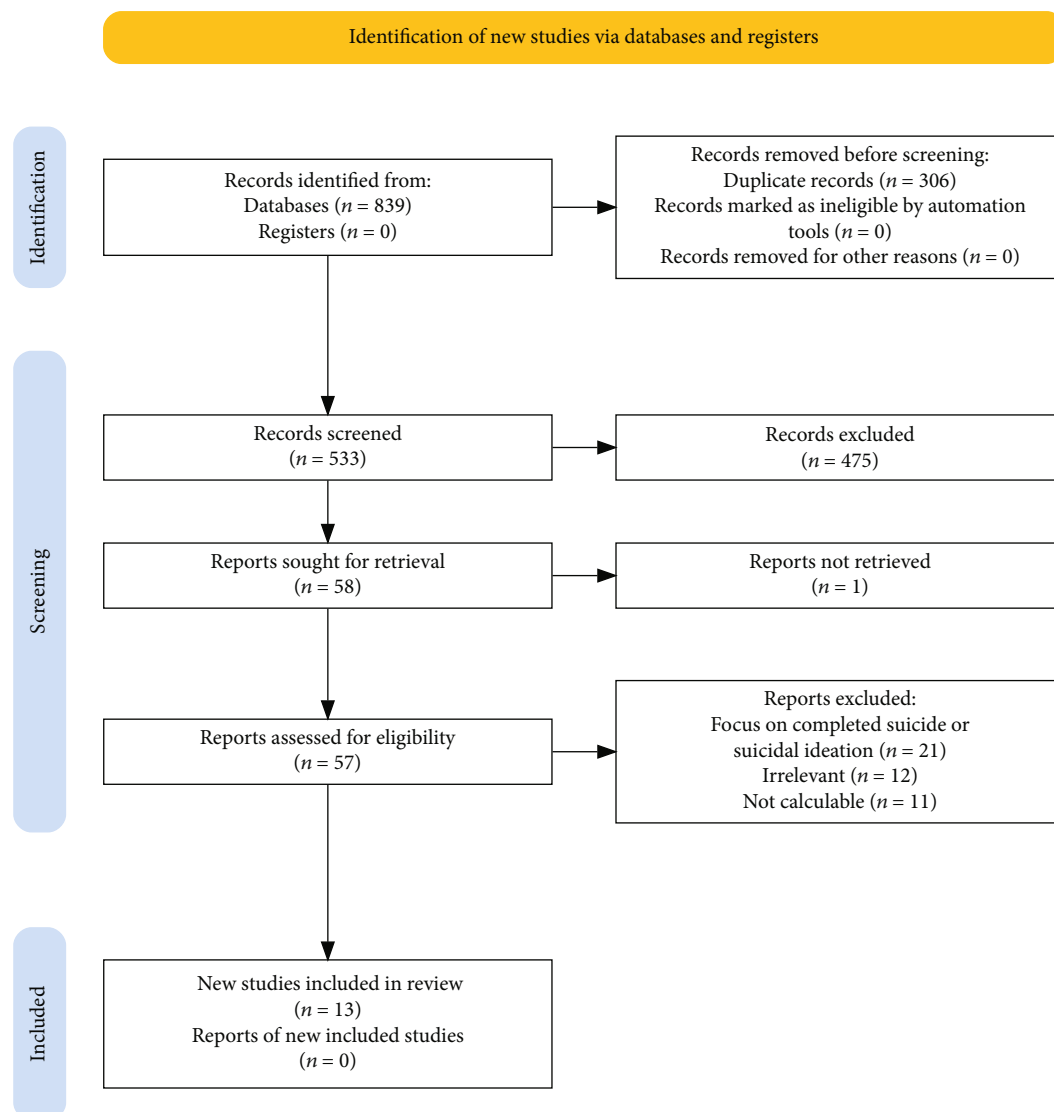 Identification of new studies via databases and registers
Identification
Records identified from:
Databases (n = 839)
Registers (n = 0)
Records removed before screening:
Duplicate records (n = 306)
Records marked as ineligible by automation
tools (n = 0)
Records removed for other reasons (n = 0)
Screening
Records screened
(n = 533)
Records excluded
(n = 475)
Reports sought for retrieval
(n = 58)
Reports not retrieved
(n = 1)
Reports assessed for eligibility
(n = 57)
Reports excluded:
Focus on completed suicide or
suicidal ideation (n = 21)
Irrelevant (n = 12)
Not calculable (n = 11)
Included
New studies included in review
(n = 13)
Reports of new included studies
(n = 0)